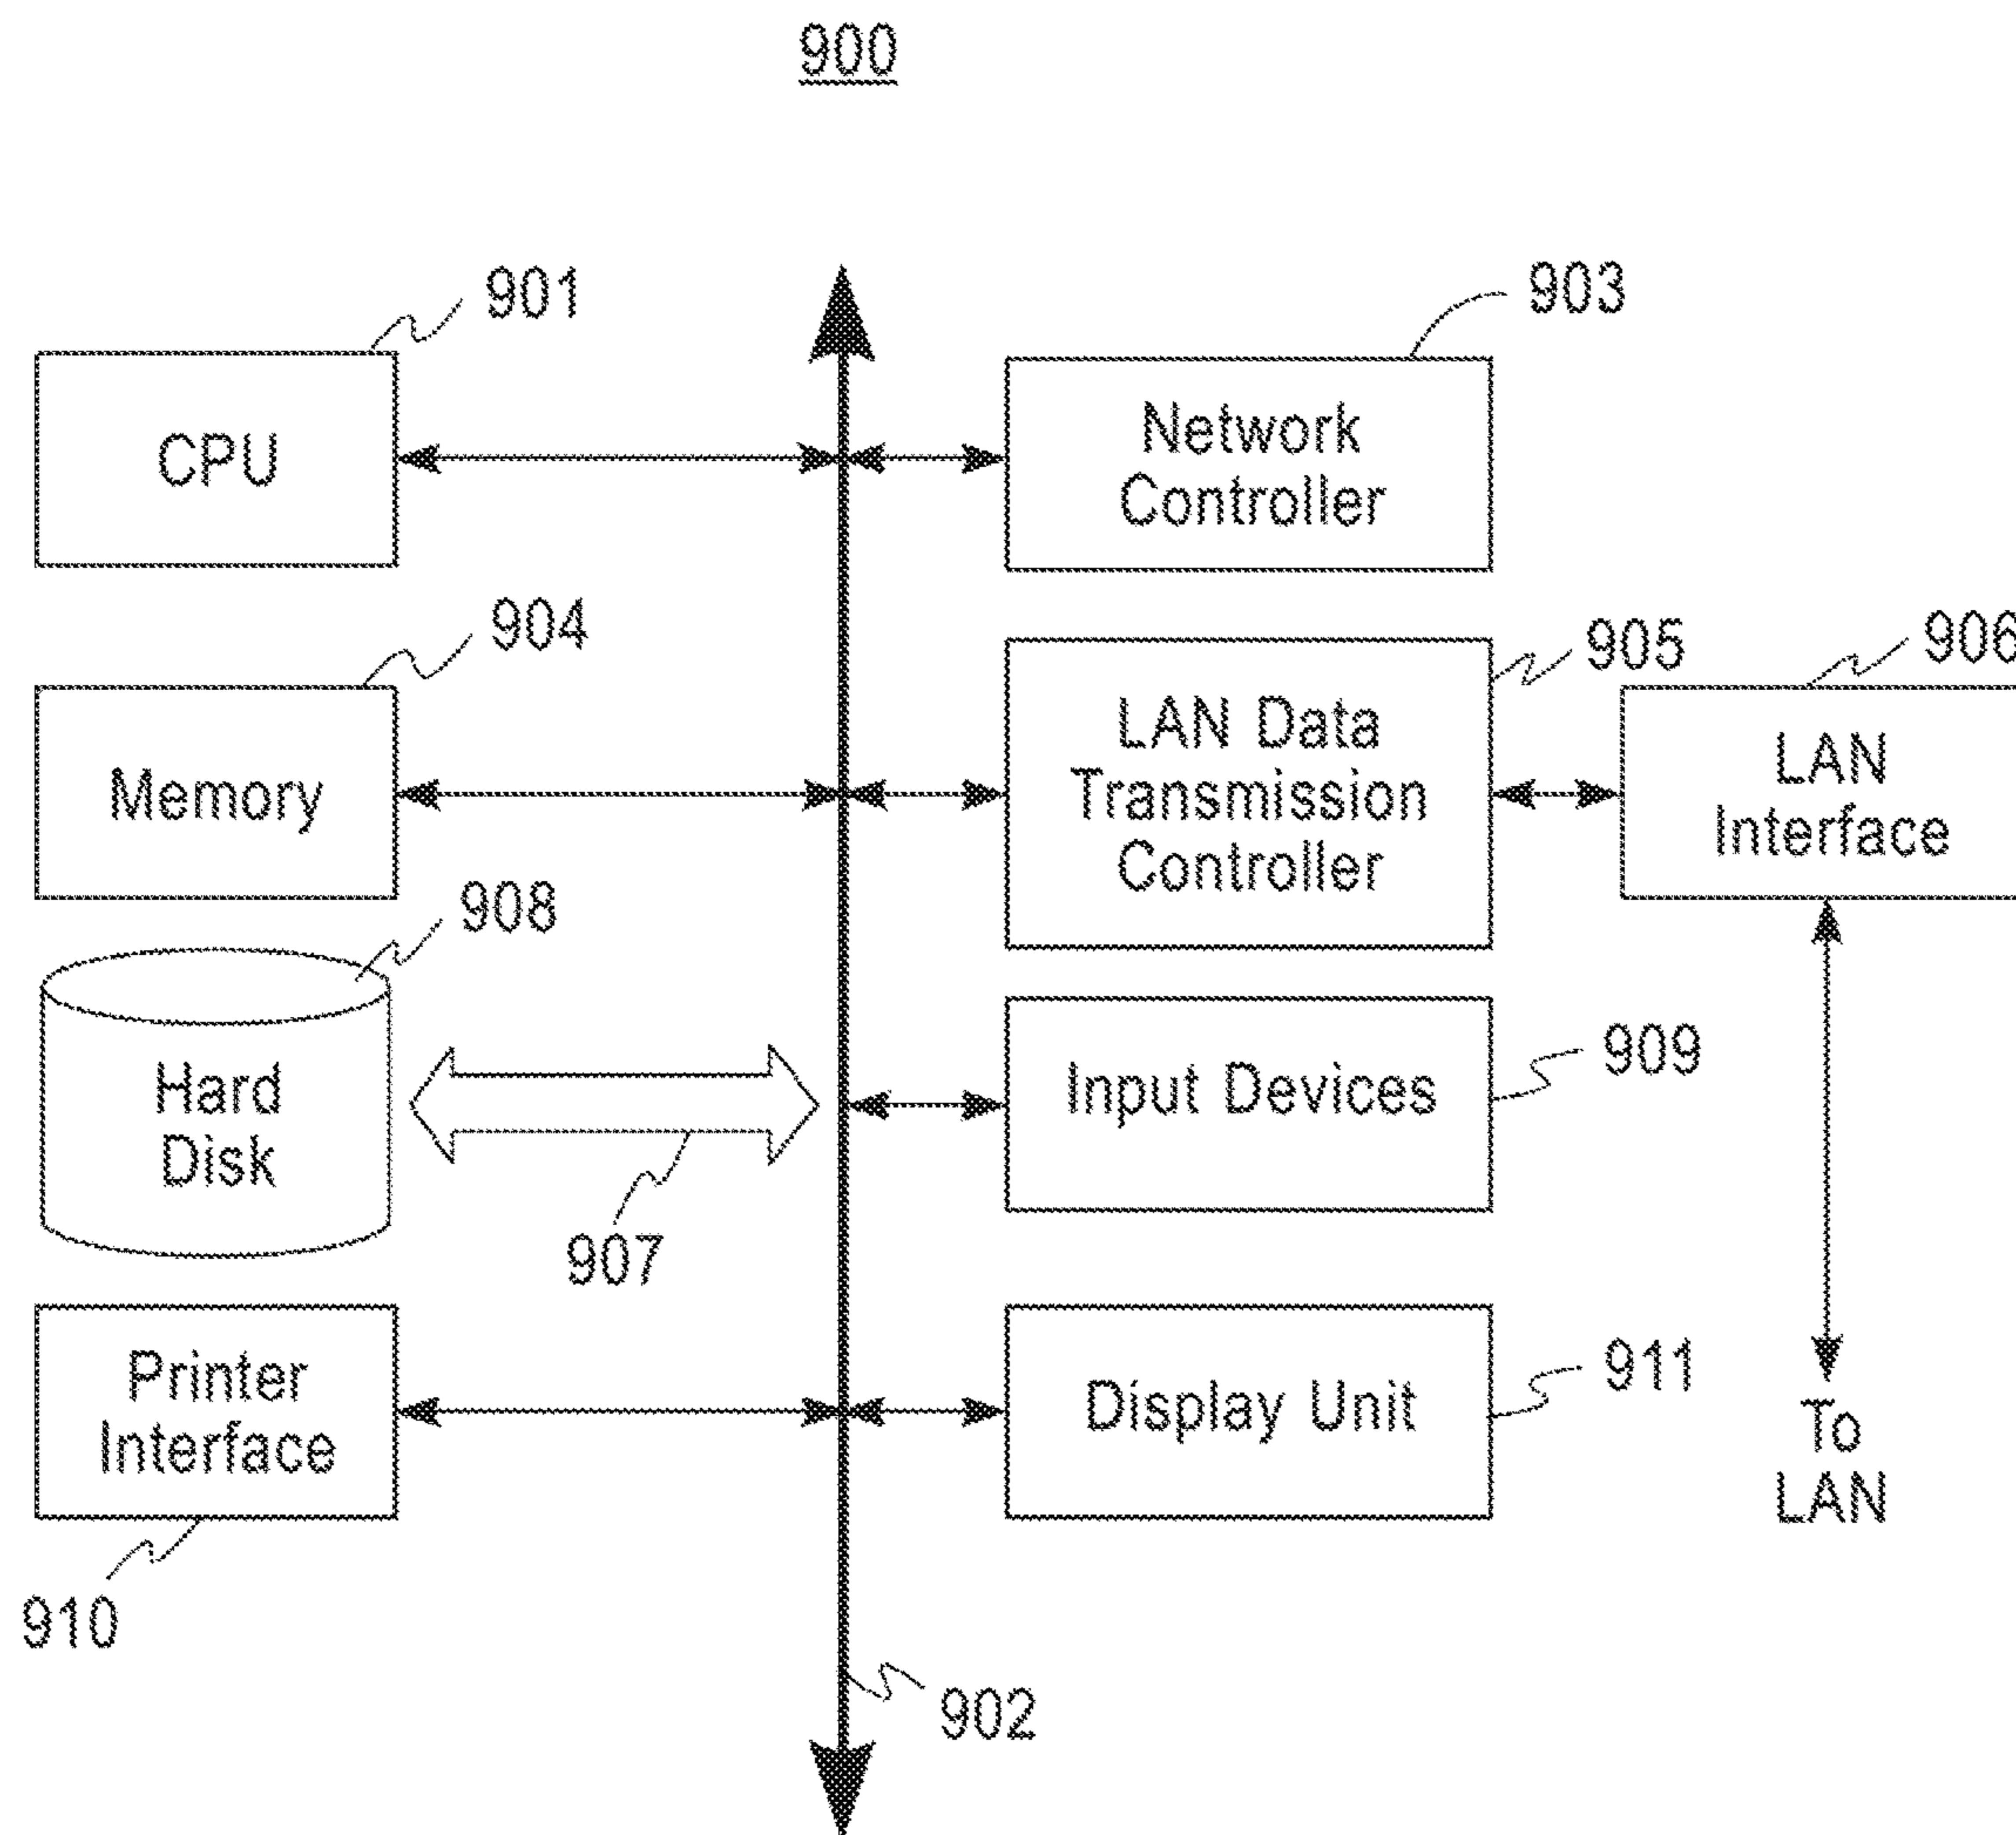 900
901
903
CPU
Network
Controller
904
905
906
Memory
LAN Data
Transmission
Controller
LAN
Interface
908
Hard
Disk
907
Input Devices
909
Printer
Interface
910
Display Unit
911
To
LAN
902